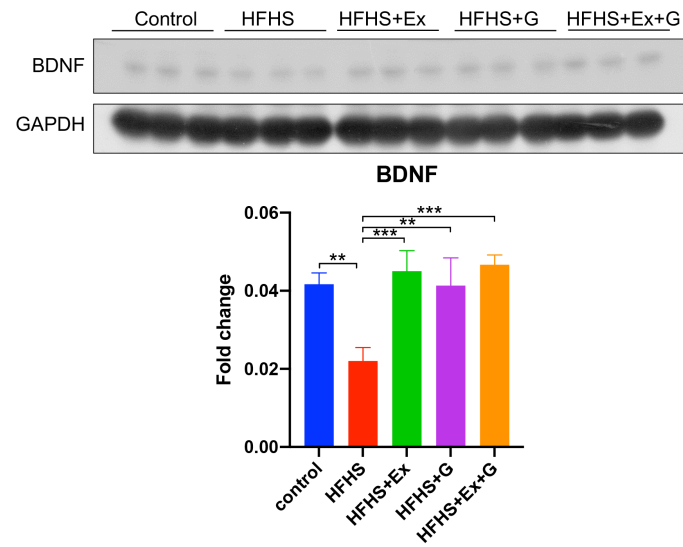 Control HFHS HFHS+Ex HFHS+G HFHS+Ex+G
BDNF
GAPDH
BDNF
Fold change
0.06
0.04
0.02
0.00
***
**
***
**
control HFHS HFHS+Ex HFHS+G HFHS+Ex+G